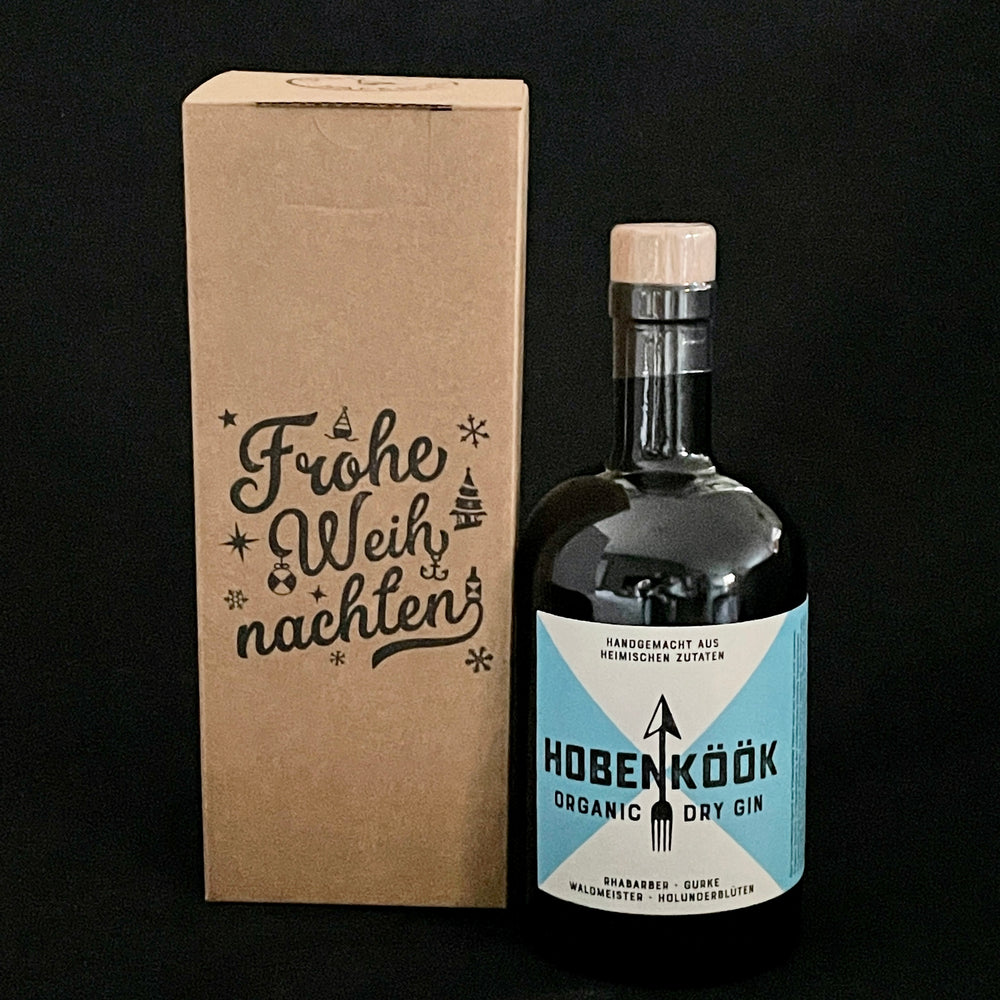 Frohe
Weih
nachten
HANDGEMACHT AUS
HEIMISCHEN ZUTATEN
HOBENKÖÖK
ORGANIC DRY GIN
RHABARBER · GURKE
WALDMEISTER · HOLUNDERBLÜTEN